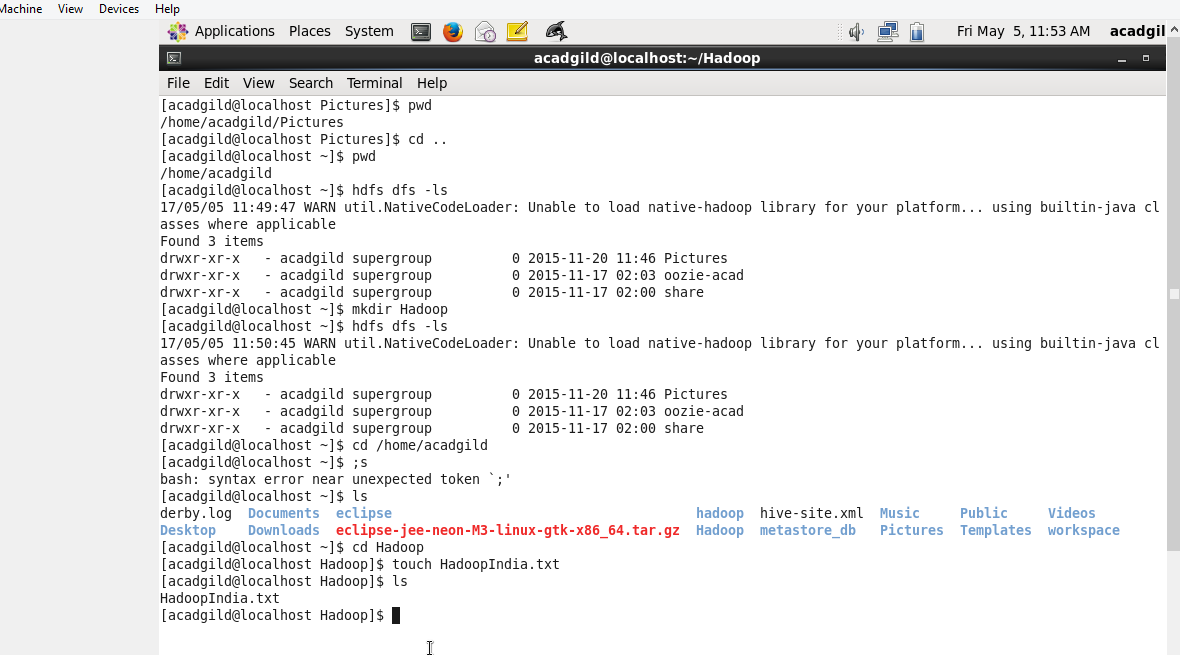 Machine View Devices Help
Applications Places System Fri May 5, 11:53 AM acadgil
acadgild@localhost:~/Hadoop
File Edit View Search Terminal Help
[acadgild@localhost Pictures]$ pwd
/home/acadgild/Pictures
[acadgild@localhost Pictures]$ cd ..
[acadgild@localhost ~]$ pwd
/home/acadgild
[acadgild@localhost ~]$ hdfs dfs -ls
17/05/05 11:49:47 WARN util.NativeCodeLoader: Unable to load native-hadoop library for your platform... using builtin-java cl
asses where applicable
Found 3 items
drwxr-xr-x   - acadgild supergroup          0 2015-11-20 11:46 Pictures
drwxr-xr-x   - acadgild supergroup          0 2015-11-17 02:03 oozie-acad
drwxr-xr-x   - acadgild supergroup          0 2015-11-17 02:00 share
[acadgild@localhost ~]$ mkdir Hadoop
[acadgild@localhost ~]$ hdfs dfs -ls
17/05/05 11:50:45 WARN util.NativeCodeLoader: Unable to load native-hadoop library for your platform... using builtin-java cl
asses where applicable
Found 3 items
drwxr-xr-x   - acadgild supergroup          0 2015-11-20 11:46 Pictures
drwxr-xr-x   - acadgild supergroup          0 2015-11-17 02:03 oozie-acad
drwxr-xr-x   - acadgild supergroup          0 2015-11-17 02:00 share
[acadgild@localhost ~]$ cd /home/acadgild
[acadgild@localhost ~]$ ;s
bash: syntax error near unexpected token `;'
[acadgild@localhost ~]$ ls
derby.log  Documents  eclipse                                      hadoop  hive-site.xml  Music     Public     Videos
Desktop    Downloads  eclipse-jee-neon-M3-linux-gtk-x86_64.tar.gz  Hadoop  metastore_db   Pictures  Templates  workspace
[acadgild@localhost ~]$ cd Hadoop
[acadgild@localhost Hadoop]$ touch HadoopIndia.txt
[acadgild@localhost Hadoop]$ ls
HadoopIndia.txt
[acadgild@localhost Hadoop]$